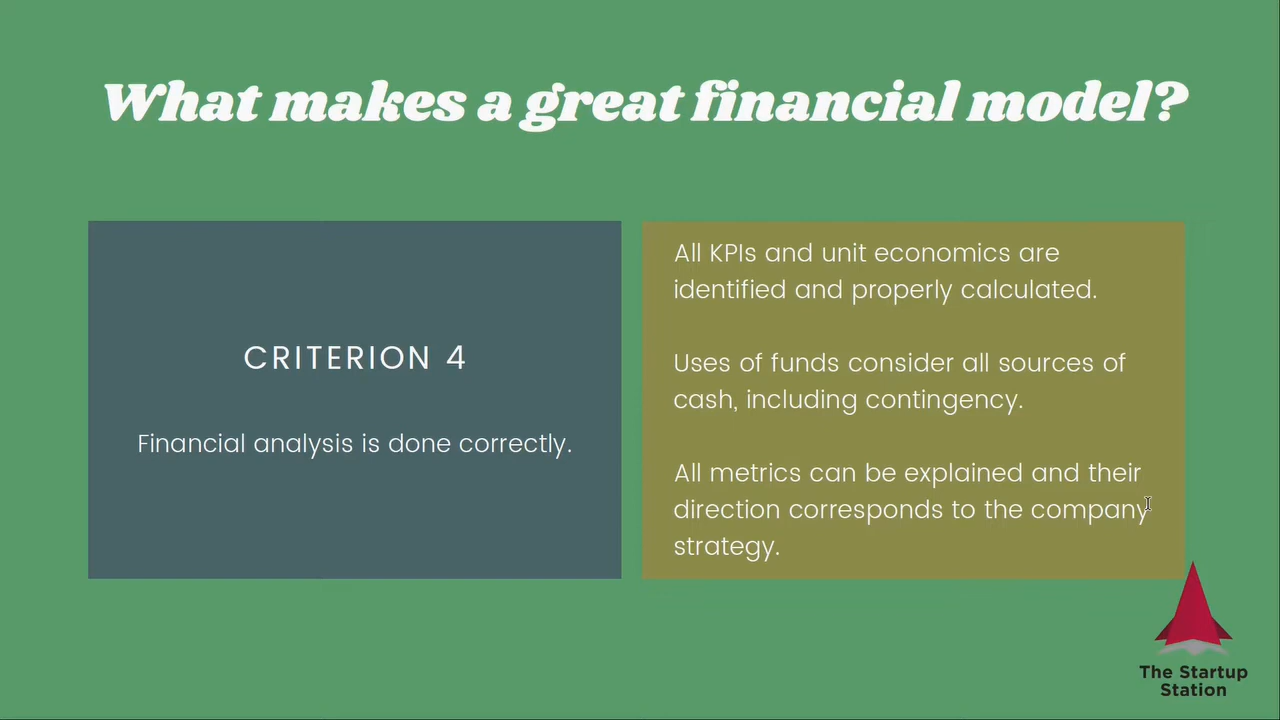 What makes a great financial model?
CRITERION 4
Financial analysis is done correctly.
All KPIs and unit economics are
identified and properly calculated.
Uses of funds consider all sources of
cash, including contingency.
All metrics can be explained and their
direction corresponds to the company
strategy.
The Startup
Station